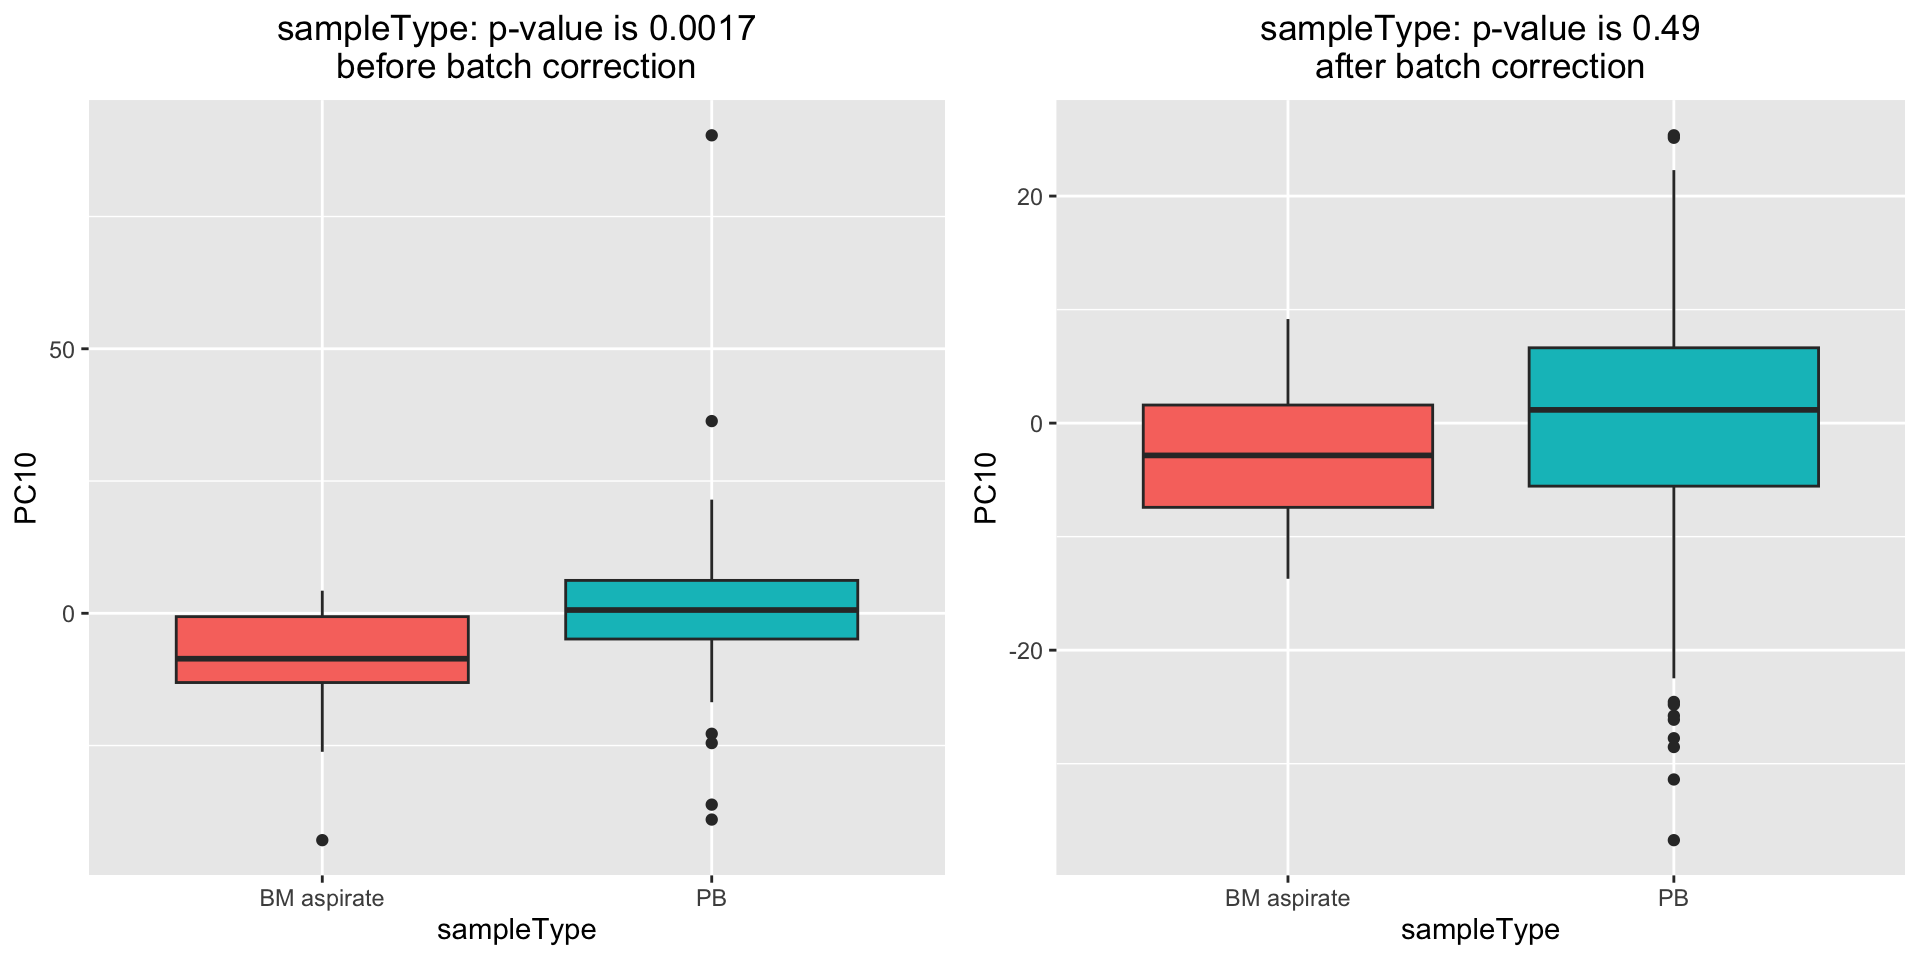 sampleType: p-value is 0.0017
before batch correction
PC10
50
0
BM aspirate
PB
sampleType
sampleType: p-value is 0.49
after batch correction
PC10
20
0
-20
BM aspirate
PB
sampleType